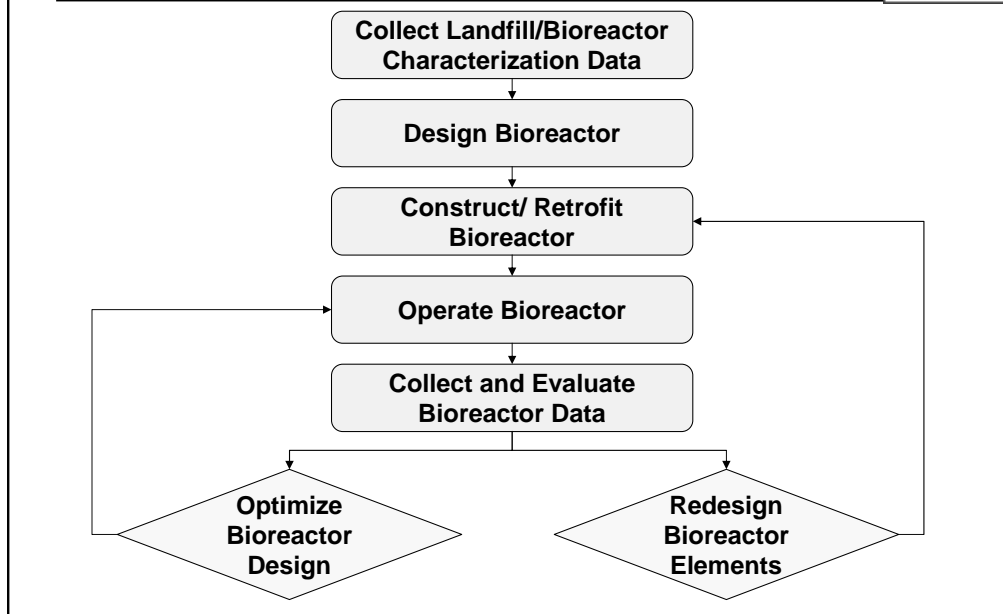 Collect Landfill/Bioreactor
Characterization Data
Design Bioreactor
Construct/ Retrofit
Bioreactor
Operate Bioreactor
Collect and Evaluate
Bioreactor Data
Optimize
Bioreactor
Design
Redesign
Bioreactor
Elements